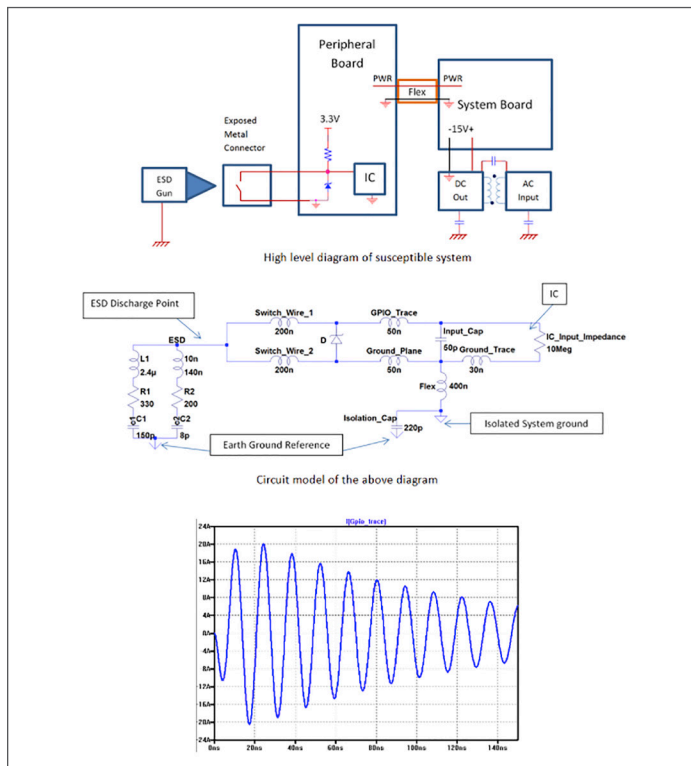 Peripheral
Board
PWR
PWR
Flex
System Board
Exposed
Metal
Connector
3.3V
-15V+
ESD
Gun
IC
DC
Out
AC
Input
High level diagram of susceptible system
ESD Discharge Point
IC
Switch_Wire_1
200n
GPIO_Trace
50n
ESD
L1
2.4µ
10n
140n
Switch_Wire_2
200n
D
Ground_Plane
50n
Input_Cap
50p
Ground_Trace
30n
IC_Input_Impedance
10Meg
R1
330
R2
200
Flex
400n
C1
150p
C2
8p
Isolation_Cap
220p
Earth Ground Reference
Isolated System ground
Circuit model of the above diagram
I(Gpio_trace)
24A
20A
16A
12A
8A
4A
0A
-4A
-8A
-12A
-16A
-20A
-24A
0ns 20ns 40ns 60ns 80ns 100ns 120ns 140ns